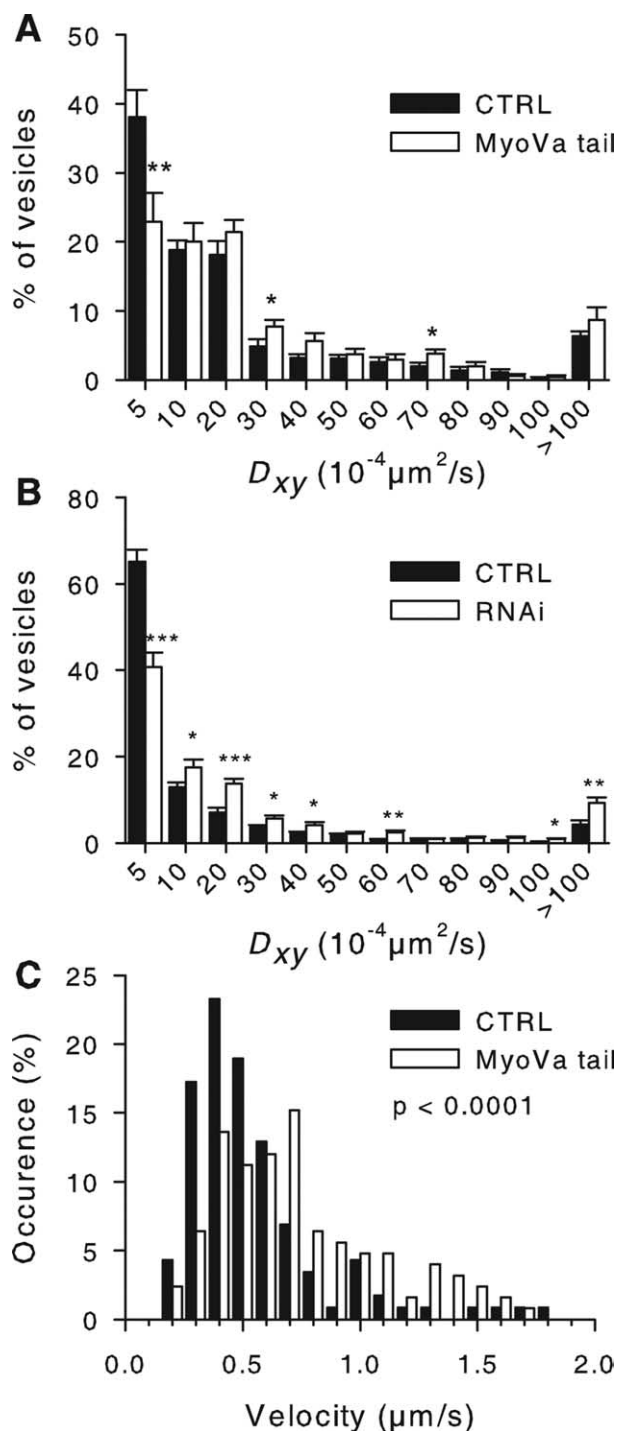 A
50
40
30
20
10
0
% of vesicles
CTRL
MyoVa tail
**
*
*
5 10 20 30 40 50 60 70 80 90 100 >100
Dxy (10⁻⁴μm²/s)
B
80
60
40
20
0
% of vesicles
CTRL
RNAi
***
*
***
*
*
**
*
**
5 10 20 30 40 50 60 70 80 90 100 >100
Dxy (10⁻⁴μm²/s)
C
25
20
15
10
5
0
Occurence (%)
CTRL
MyoVa tail
p < 0.0001
0.0 0.5 1.0 1.5 2.0
Velocity (μm/s)